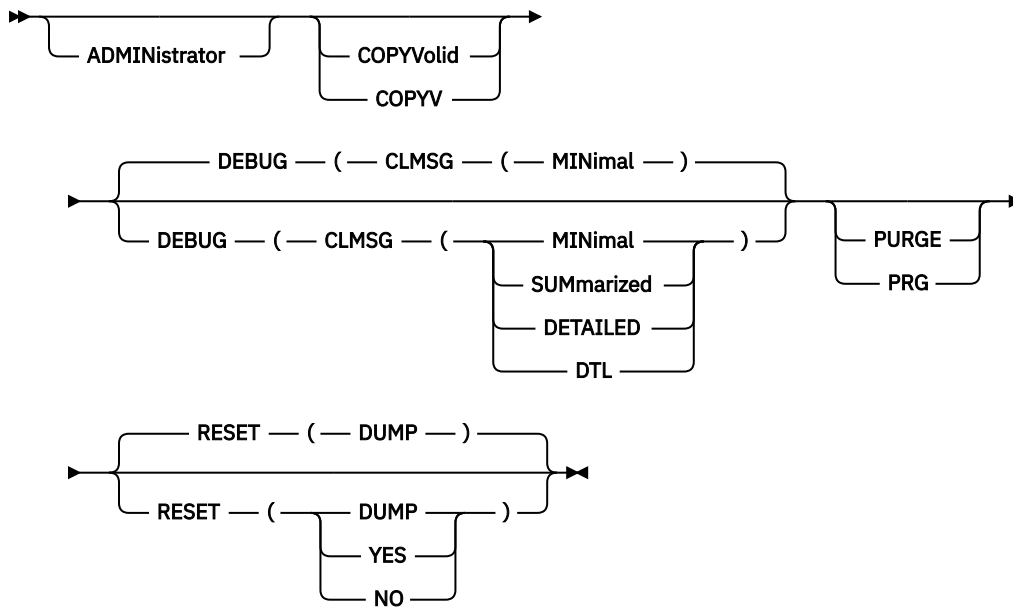 ADMINistrator COPYVolid
COPYV
DEBUG ( CLMSG ( MINimal )
DEBUG ( CLMSG ( MINimal ) PURGE
SUMmarized PRG
DETAILED
DTL
RESET ( DUMP )
RESET ( DUMP )
YES
NO